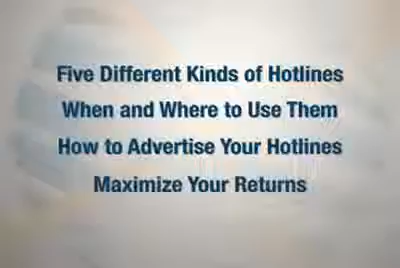 Five Different Kinds of Hotlines
When and Where to Use Them
How to Advertise Your Hotlines
Maximize Your Returns